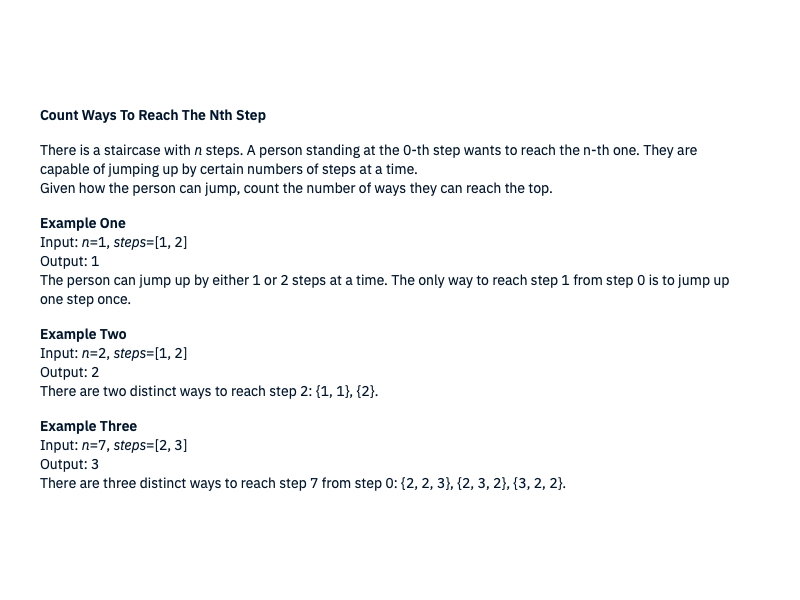 Count Ways To Reach The Nth Step
There is a staircase with n steps. A person standing at the 0-th step wants to reach the n-th one. They are
capable of jumping up by certain numbers of steps at a time.
Given how the person can jump, count the number of ways they can reach the top.
Example One
Input: n=1, steps=[1, 2]
Output: 1
The person can jump up by either 1 or 2 steps at a time. The only way to reach step 1 from step 0 is to jump up
one step once.
Example Two
Input: n=2, steps=[1, 2]
Output: 2
There are two distinct ways to reach step 2: {1, 1}, {2}.
Example Three
Input: n=7, steps=[2, 3]
Output: 3
There are three distinct ways to reach step 7 from step 0: {2, 2, 3}, {2, 3, 2}, {3, 2, 2}.